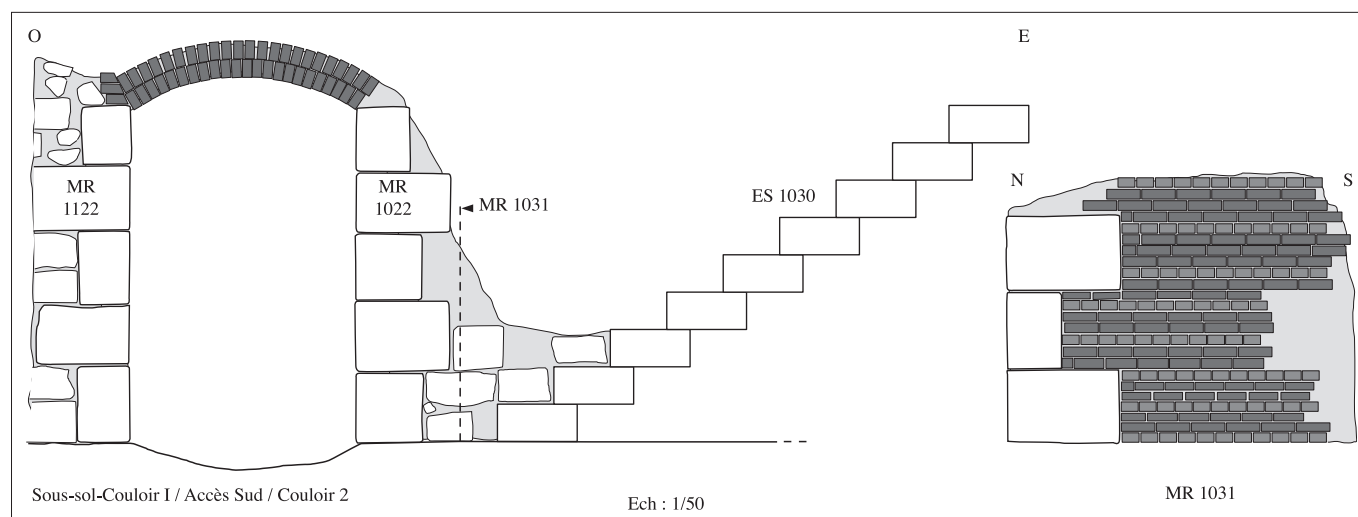 O
E
MR
1122
MR
1022
MR 1031
ES 1030
N
S
Sous-sol-Couloir I / Accès Sud / Couloir 2
Ech : 1/50
MR 1031